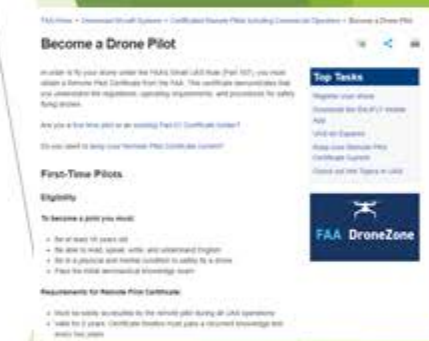 FAA Home > Unmanned Aircraft Systems > Certificated Remote Pilots including Commercial Operators > Become a Drone Pilot
Become a Drone Pilot
In order to fly your drone under the FAA's Small UAS Rule (Part 107), you must
obtain a Remote Pilot Certificate from the FAA. This certificate demonstrates that
you understand the regulations, operating requirements, and procedures for safely
flying drones.
Are you a first time pilot or an existing Part 61 Certificate holder?
Do you need to keep your Remote Pilot Certificate current?
First-Time Pilots
Eligibility
To become a pilot you must:
Be at least 16 years old
Be able to read, speak, write, and understand English
Be in a physical and mental condition to safely fly a drone
Pass the initial aeronautical knowledge exam
Requirements for Remote Pilot Certificate:
Must be easily accessible by the remote pilot during all UAS operations
Valid for 2 years. Certificate holders must pass a recurrent knowledge test
every two years
Top Tasks
Register your drone
Download the B4UFLY mobile
App
Keep your Remote Pilot
Certificate Current
Check out Hot Topics in UAS
FAA DroneZone